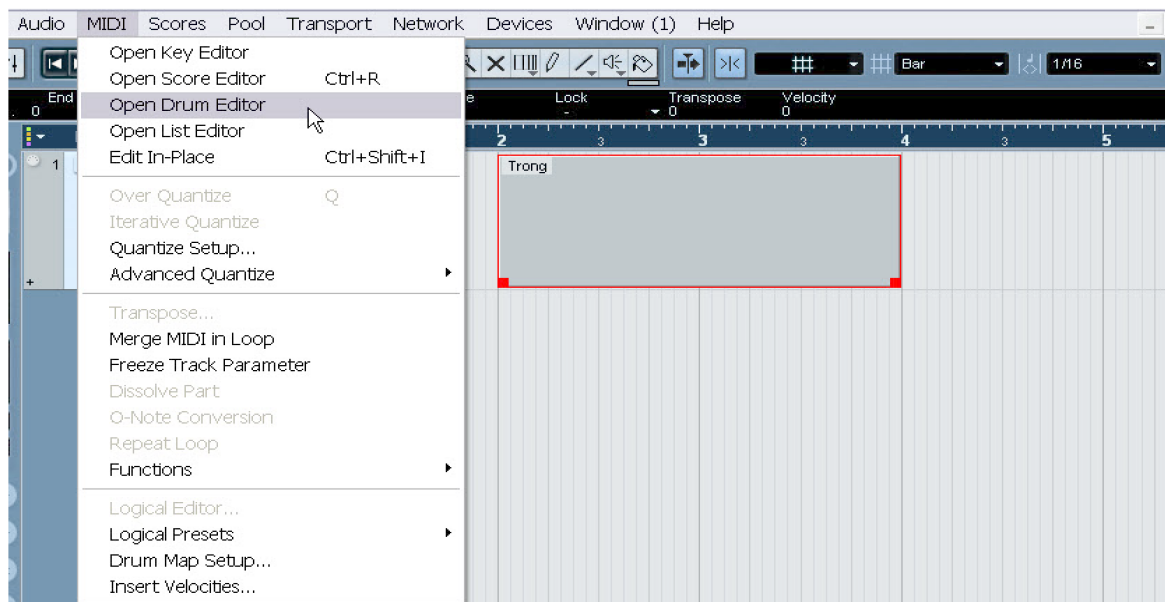 Audio MIDI Scores Pool Transport Network Devices Window (1) Help
Bar 1/16
End Lock Transpose Velocity
0 - 0 0
2 3 3 3 4 3 5
1 Trong
Open Key Editor
Open Score Editor Ctrl+R
Open Drum Editor
Open List Editor
Edit In-Place Ctrl+Shift+I
Over Quantize Q
Iterative Quantize
Quantize Setup...
Advanced Quantize
Transpose...
Merge MIDI in Loop
Freeze Track Parameter
Dissolve Part
O-Note Conversion
Repeat Loop
Functions
Logical Editor...
Logical Presets
Drum Map Setup...
Insert Velocities...